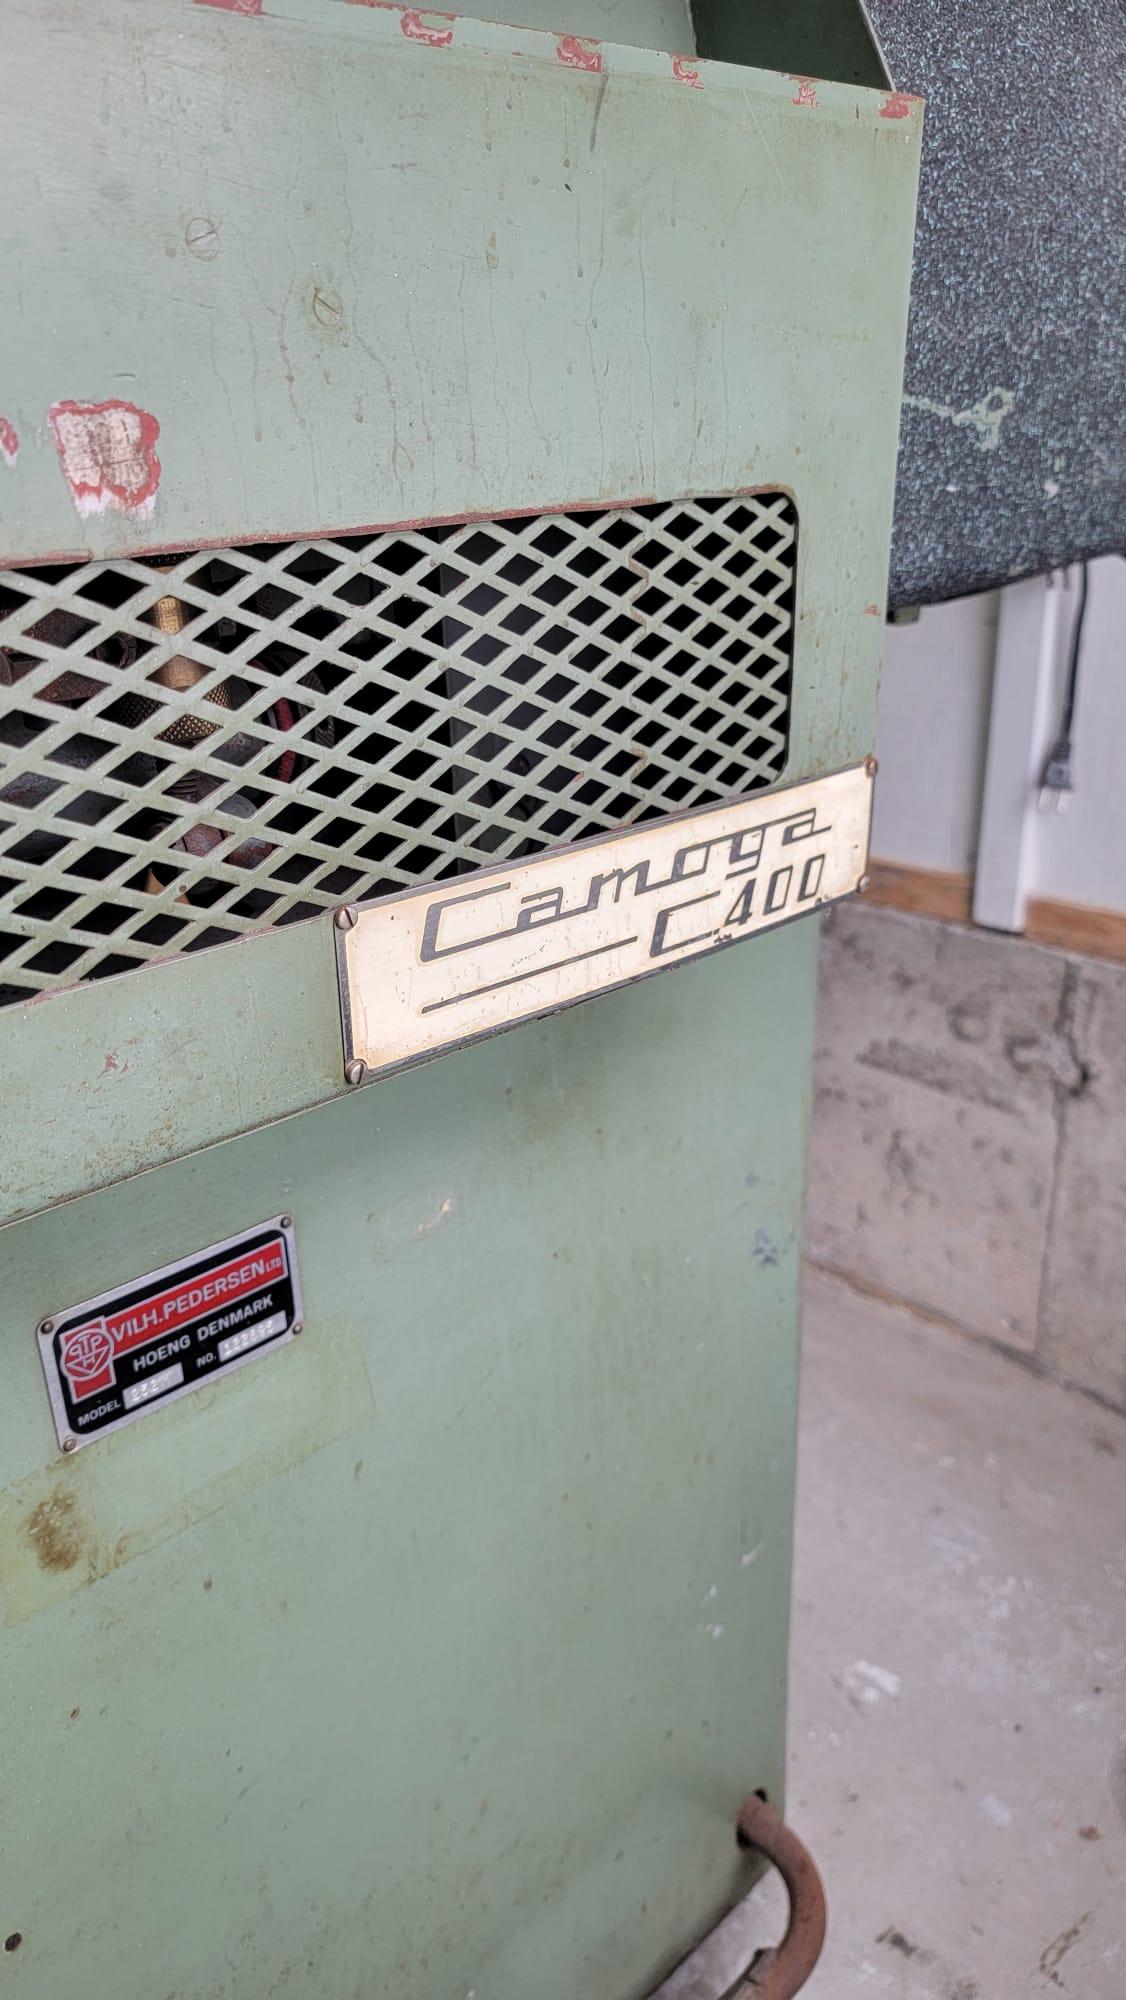 Camoga
C400
VILH. PEDERSEN LTD
HOENG DENMARK
MODEL NO.